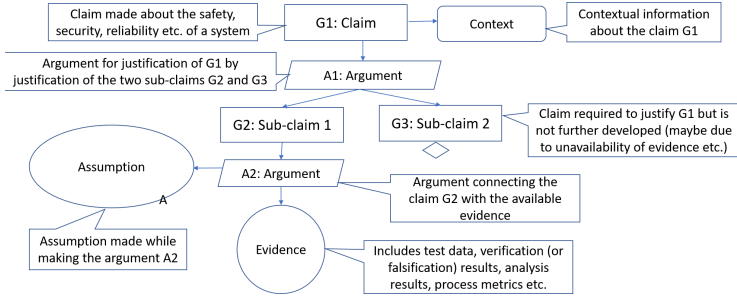 Claim made about the safety,
security, reliability etc. of a system
G1: Claim
Context
Contextual information
about the claim G1
Argument for justification of G1 by
justification of the two sub-claims G2 and G3
A1: Argument
G2: Sub-claim 1
G3: Sub-claim 2
Claim required to justify G1 but is
not further developed (maybe due
to unavailability of evidence etc.)
Assumption
A
A2: Argument
Argument connecting the
claim G2 with the available
evidence
Assumption made while
making the argument A2
Evidence
Includes test data, verification (or
falsification) results, analysis
results, process metrics etc.